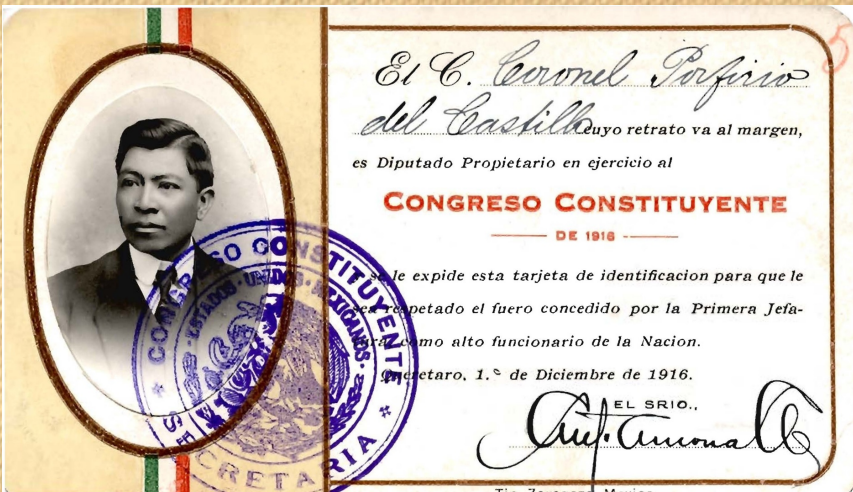 El C. Coronel Porfirio
del Castillo cuyo retrato va al margen,
es Diputado Propietario en ejercicio al
CONGRESO CONSTITUYENTE
DE 1916
se le expide esta tarjeta de identificacion para que le
sea respetado el fuero concedido por la Primera Jefa-
tura, como alto funcionario de la Nacion.
Queretaro, 1.º de Diciembre de 1916.
EL SRIO.,
CONGRESO CONSTITUYENTE
ESTADOS·UNIDOS·MEXICANOS·
SECRETARIA
5